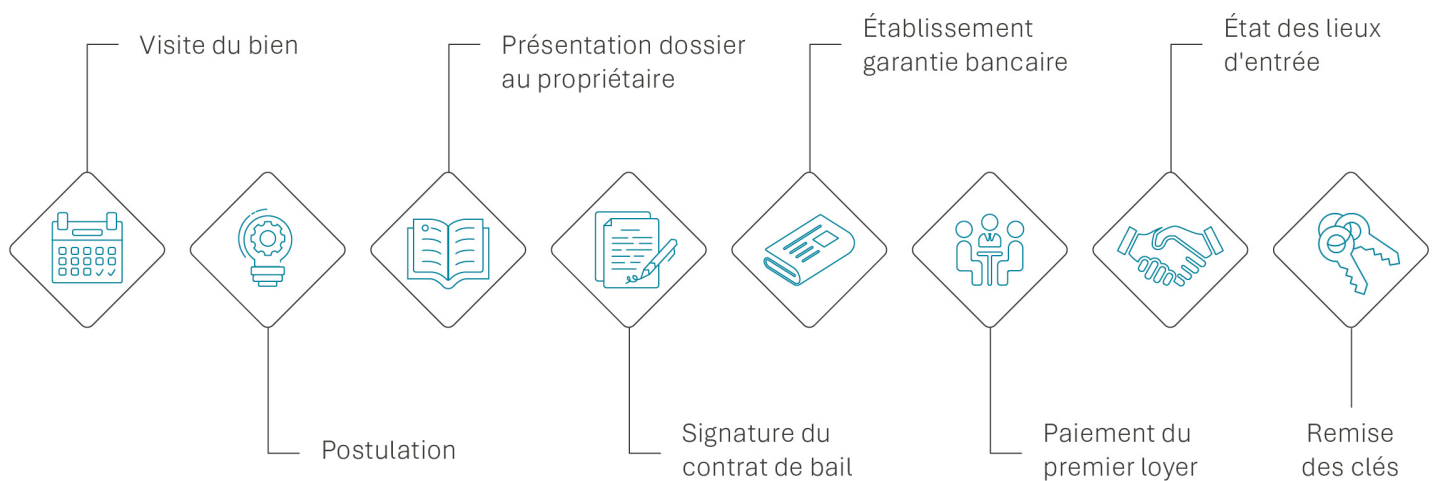 Visite du bien
Postulation
Présentation dossier
au propriétaire
Signature du
contrat de bail
Établissement
garantie bancaire
Paiement du
premier loyer
État des lieux
d'entrée
Remise
des clés